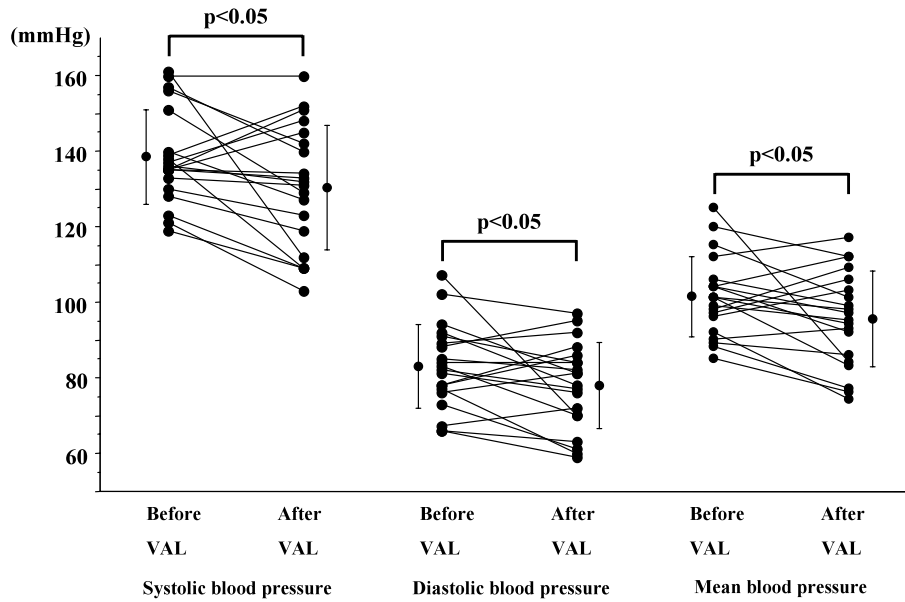 p<0.05
(mmHg)
160
140
p<0.05
120
p<0.05
100
80
60
Before After Before After Before After
VAL VAL VAL VAL VAL VAL
Systolic blood pressure Diastolic blood pressure Mean blood pressure